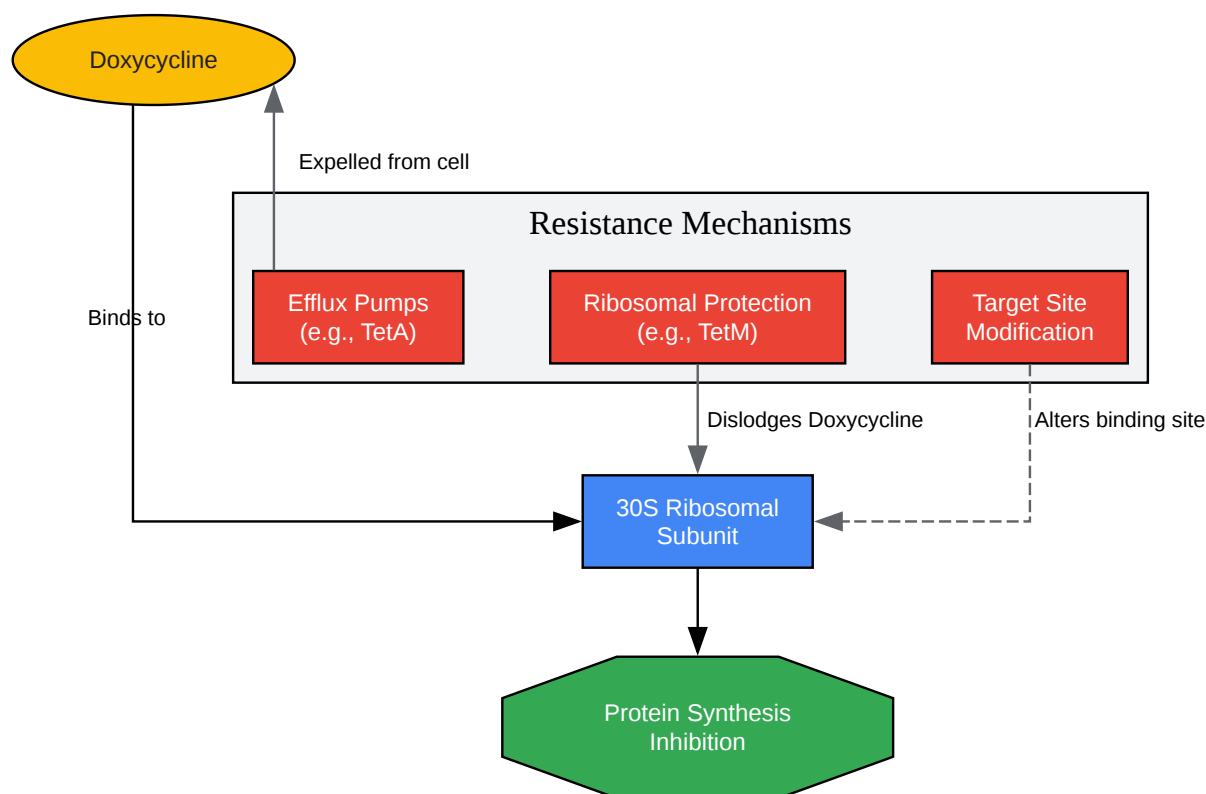 Doxycycline
Expelled from cell
Resistance Mechanisms
Efflux Pumps
(e.g., TetA)
Ribosomal Protection
(e.g., TetM)
Target Site
Modification
Binds to
Dislodges Doxycycline
Alters binding site
30S Ribosomal
Subunit
Protein Synthesis
Inhibition